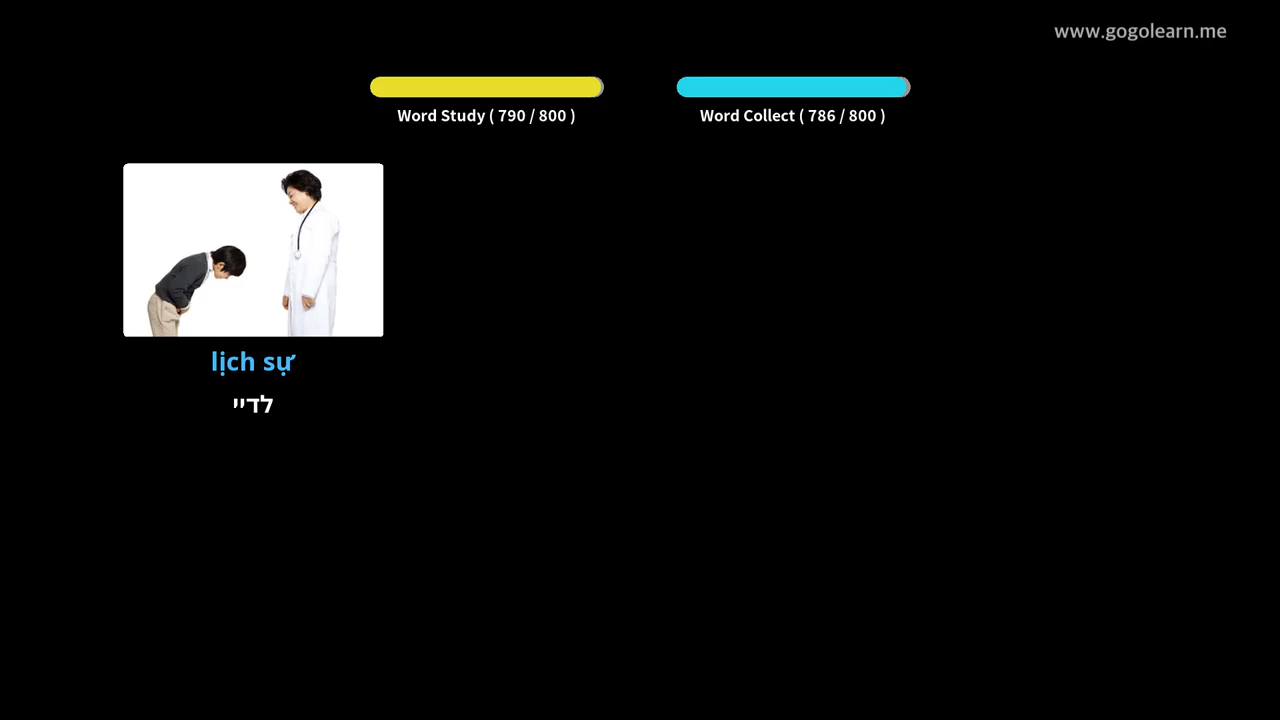 www.gogolearn.me
Word Study ( 790 / 800 )
Word Collect ( 786 / 800 )
lịch sự
לדיי